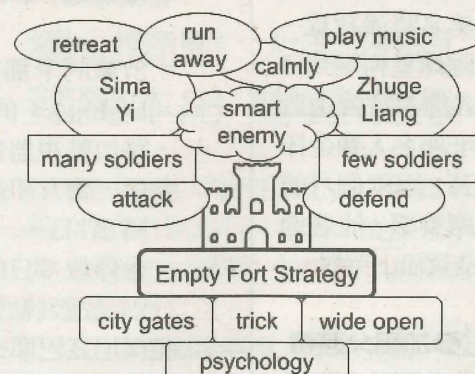 retreat
run
away
play music
calmly
Sima
Yi
smart
enemy
Zhuge
Liang
many soldiers
few soldiers
attack
defend
Empty Fort Strategy
city gates
trick
wide open
psychology